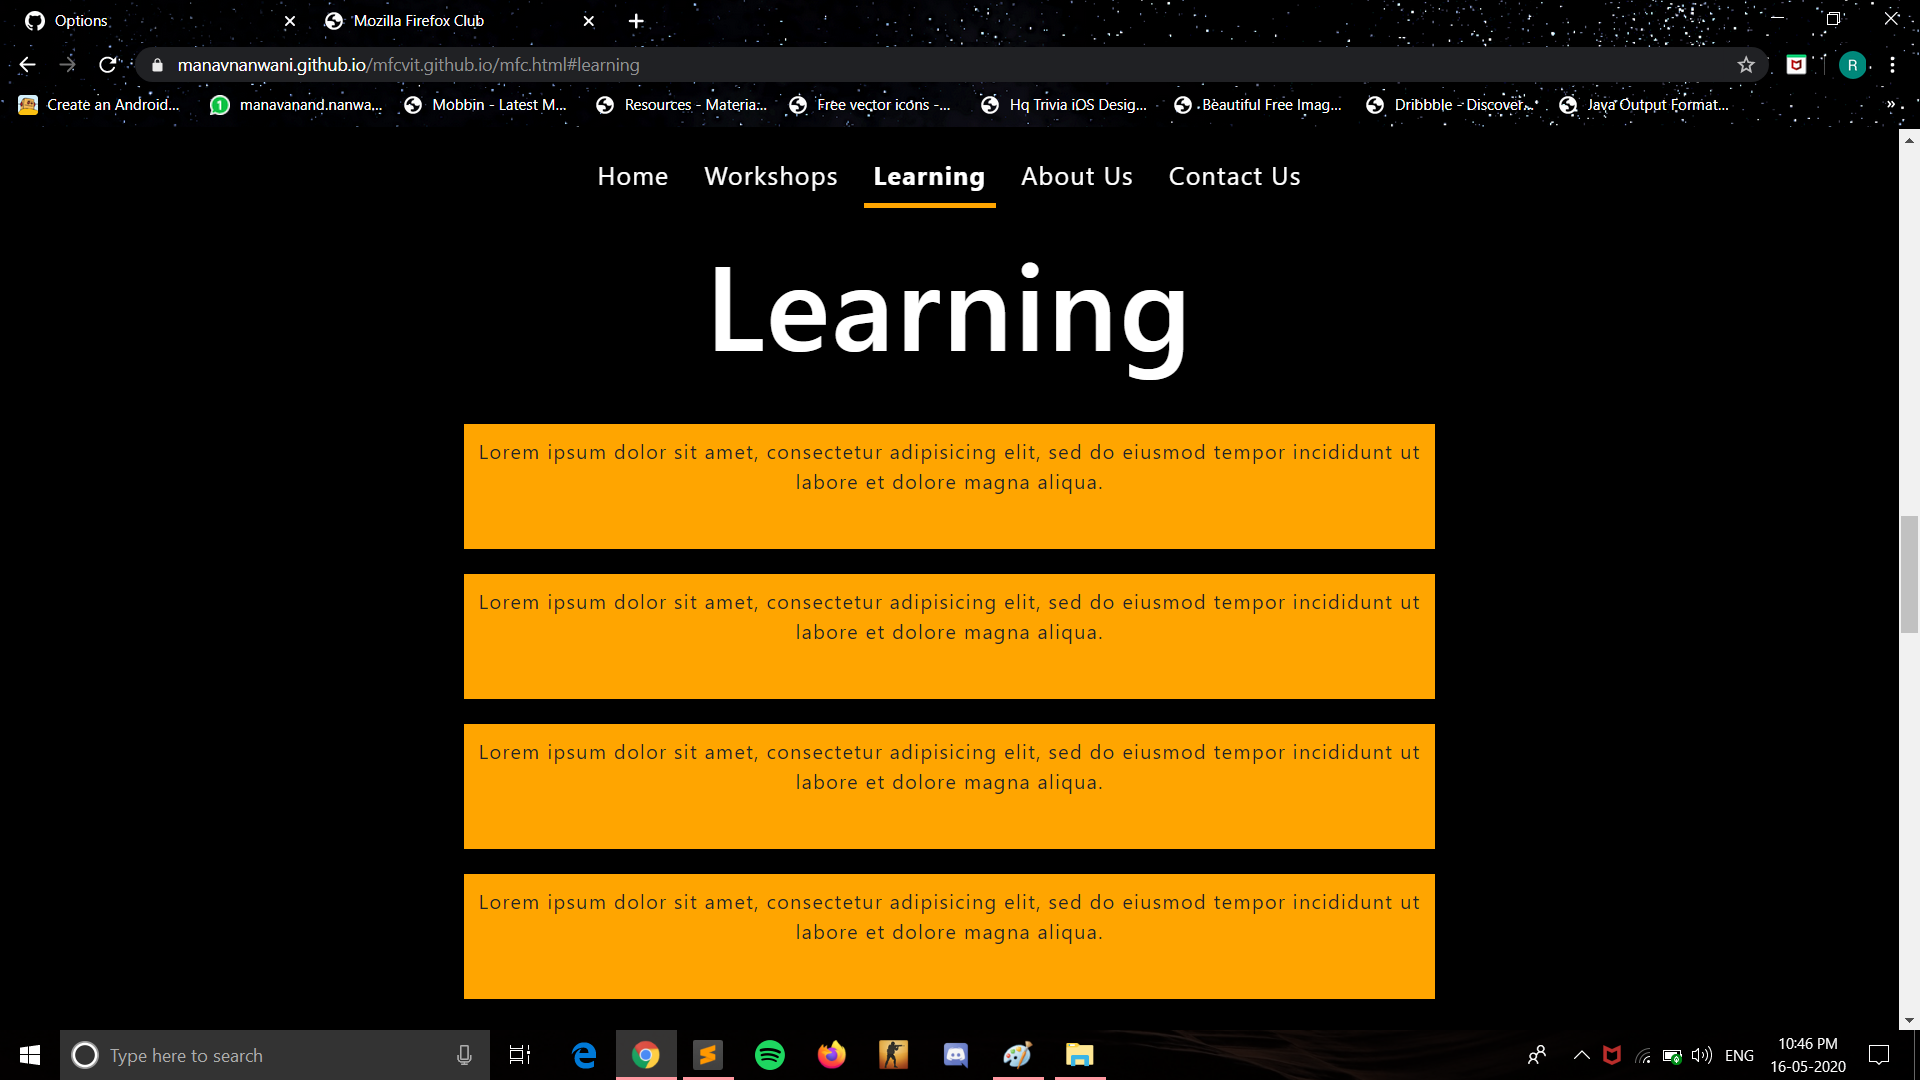 Options
Mozilla Firefox Club
manavnanwani.github.io/mfcvit.github.io/mfc.html#learning
R
Create an Android...
1
manavanand.nanwa...
Mobbin - Latest M...
Resources - Materia...
Free vector icons -...
Hq Trivia iOS Desig...
Beautiful Free Imag...
Dribbble - Discover...
Java Output Format...
»
Home Workshops Learning About Us Contact Us
Learning
Lorem ipsum dolor sit amet, consectetur adipisicing elit, sed do eiusmod tempor incididunt ut
labore et dolore magna aliqua.
Lorem ipsum dolor sit amet, consectetur adipisicing elit, sed do eiusmod tempor incididunt ut
labore et dolore magna aliqua.
Lorem ipsum dolor sit amet, consectetur adipisicing elit, sed do eiusmod tempor incididunt ut
labore et dolore magna aliqua.
Lorem ipsum dolor sit amet, consectetur adipisicing elit, sed do eiusmod tempor incididunt ut
labore et dolore magna aliqua.
Type here to search
ENG
10:46 PM
16-05-2020